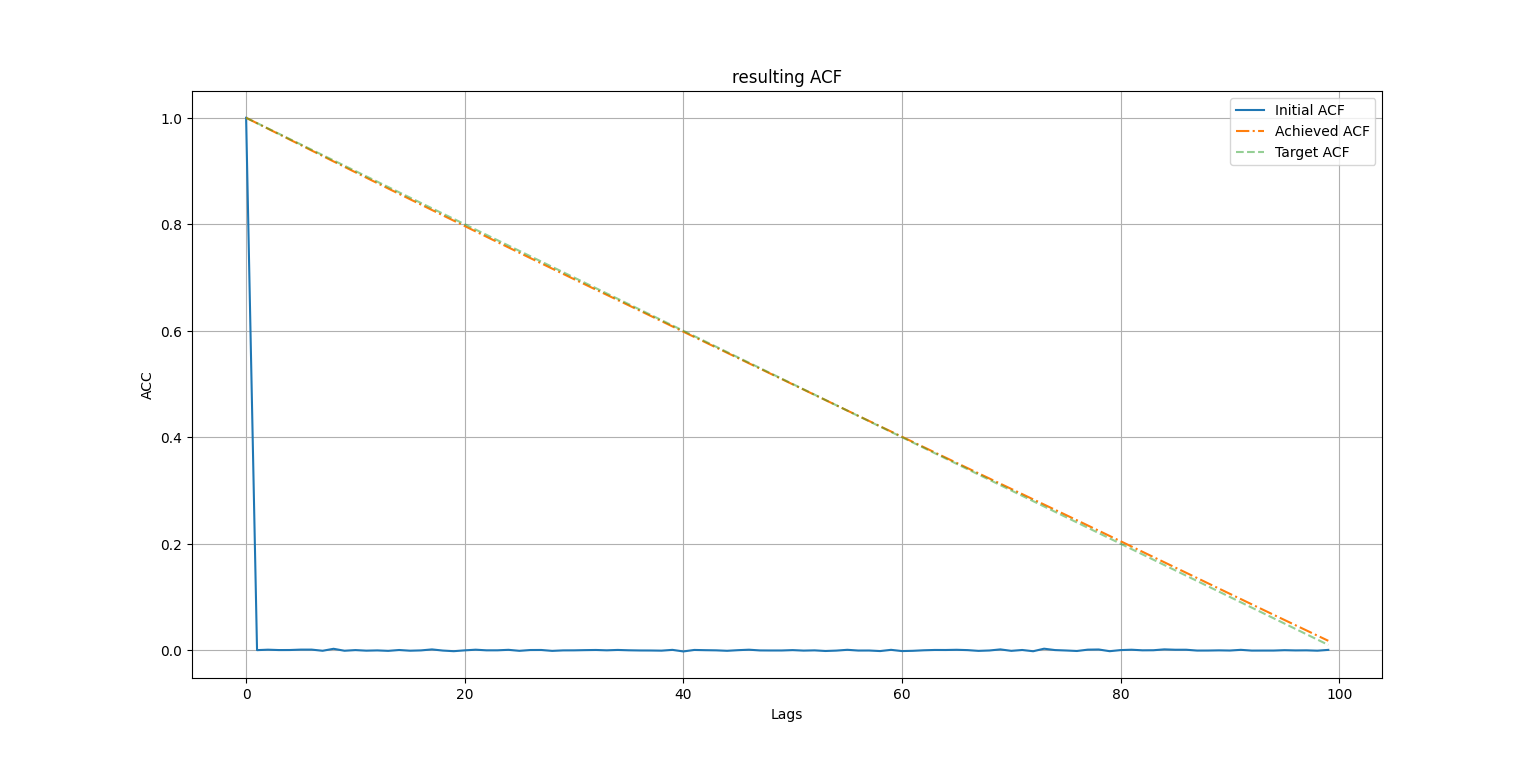 resulting ACF
Initial ACF
Achieved ACF
Target ACF
1.0
0.8
0.6
0.4
0.2
0.0
ACC
0 20 40 60 80 100
Lags